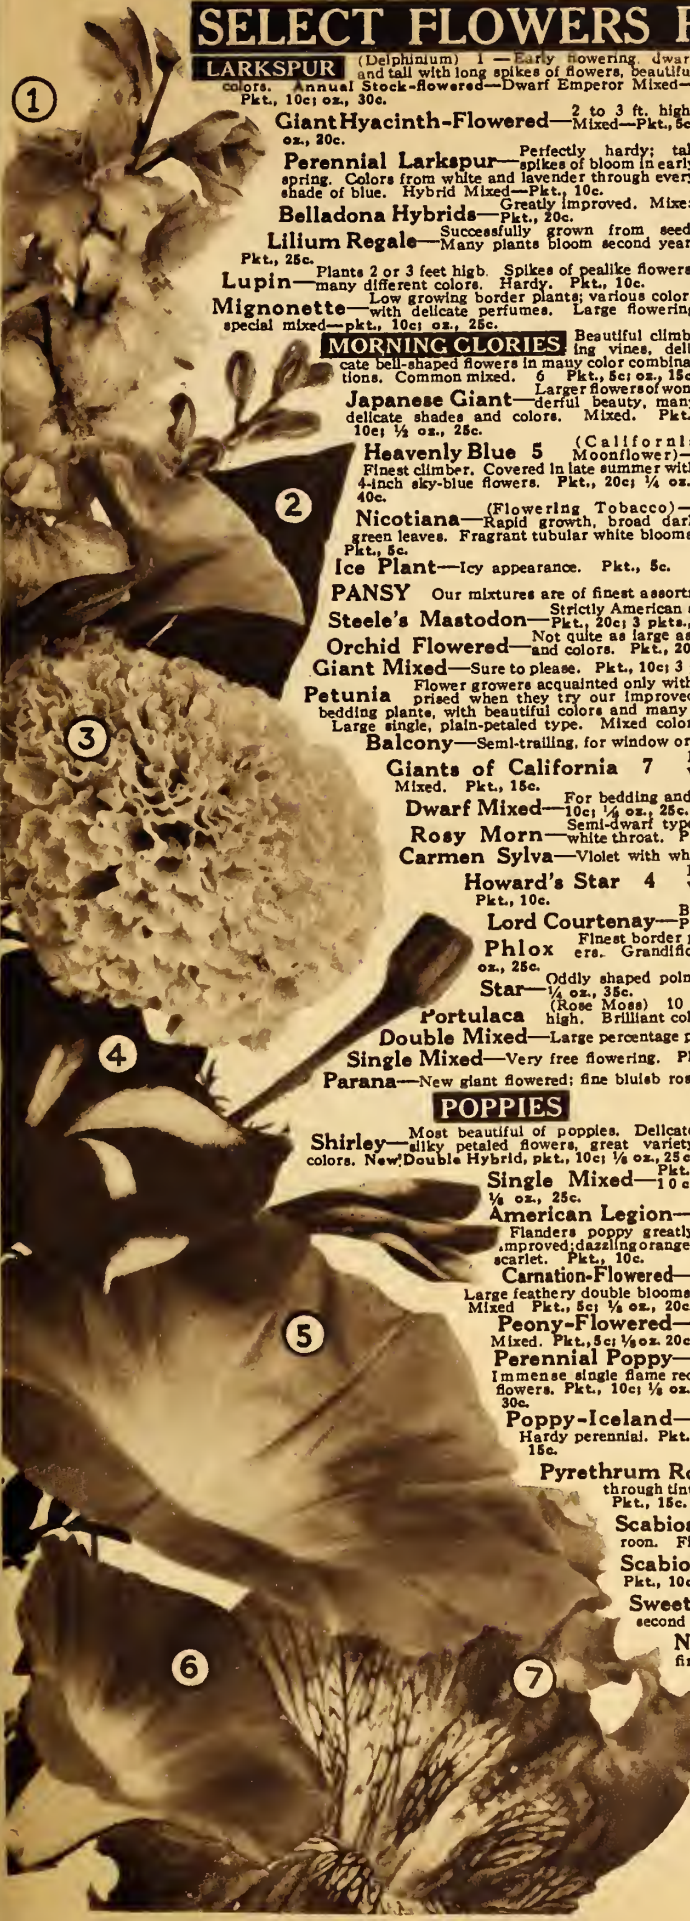 SELECT FLOWERS F
LARKSPUR (Delphinium) 1 — Early flowering, dwar
and tall with long spikes of flowers, beautifu
colors. Annual Stock-flowered—Dwarf Emperor Mixed—
Pkt., 10c; oz., 30c.
Giant Hyacinth-Flowered— 2 to 3 ft. high
Mixed—Pkt., 5c
oz., 20c.
Perennial Larkspur— Perfectly hardy; tal
spikes of bloom in early
spring. Colors from white and lavender through ever
shade of blue. Hybrid Mixed—Pkt., 10c.
Belladona Hybrids— Greatly improved. Mixe
Pkt., 20c.
Lilium Regale— Successfully grown from seed
Many plants bloom second year
Pkt., 25c.
Lupin— Plants 2 or 3 feet high. Spikes of pealike flowers
many different colors. Hardy. Pkt., 10c.
Mignonette— Low growing border plants; various color
with delicate perfumes. Large flowering
special mixed—pkt., 10c; oz., 25c.
MORNING GLORIES Beautiful climb
ing vines, deli
cate bell-shaped flowers in many color combina
tions. Common mixed. 6 Pkt., 5c; oz., 15c
Japanese Giant— Larger flowers of won
derful beauty, many
delicate shades and colors. Mixed. Pkt.
10c; ½ oz., 25c.
Heavenly Blue 5 (Californi
Moonflower)—
Finest climber. Covered in late summer wit
4-inch sky-blue flowers. Pkt., 20c; ¼ oz.
40c.
Nicotiana— (Flowering Tobacco)—
Rapid growth, broad dar
green leaves. Fragrant tubular white blooms
Pkt., 5c.
Ice Plant—Icy appearance. Pkt., 5c.
PANSY Our mixtures are of finest assort
Steele's Mastodon— Strictly American
Pkt., 20c; 3 pkts.,
Orchid Flowered— Not quite as large as
and colors. Pkt., 20
Giant Mixed—Sure to please. Pkt., 10c; 3
Petunia Flower growers acquainted only with
prised when they try our improved
bedding plants, with beautiful colors and many
Large single, plain-petaled type. Mixed color
Balcony—Semi-trailing, for window or
Giants of California 7
Mixed. Pkt., 15c.
Dwarf Mixed— For bedding and
10c; ⅛ oz., 25c.
Rosy Morn— Semi-dwarf type
white throat. P
Carmen Sylva—Violet with wh
Howard's Star 4
Pkt., 10c.
Lord Courtenay— B
P
Phlox Finest border
ers. Grandiflo
oz., 25c.
Star— Oddly shaped poin
¼ oz., 35c.
Portulaca (Rose Moss) 10
high. Brilliant col
Double Mixed—Large percentage
Single Mixed—Very free flowering. P
Parana—New giant flowered; fine bluish ros
POPPIES
Shirley— Most beautiful of poppies. Delicate
silky petaled flowers, great variety
colors. New! Double Hybrid, pkt., 10c; ⅛ oz., 25c
Single Mixed— Pkt.
10c
⅛ oz., 25c.
American Legion—
Flanders poppy greatly
improved; dazzling orange
scarlet. Pkt., 10c.
Carnation-Flowered—
Large feathery double blooms
Mixed Pkt., 5c; ⅛ oz., 20c
Peony-Flowered—
Mixed. Pkt., 5c; ⅛ oz. 20c
Perennial Poppy—
Immense single flame red
flowers. Pkt., 10c; ⅛ oz.
30c.
Poppy-Iceland—
Hardy perennial. Pkt.
15c.
Pyrethrum Ro
through tin
Pkt., 15c.
Scabios
roon. Fi
Scabio
Pkt., 10c
Sweet
second
N
fi
1
2
3
4
5
6
7